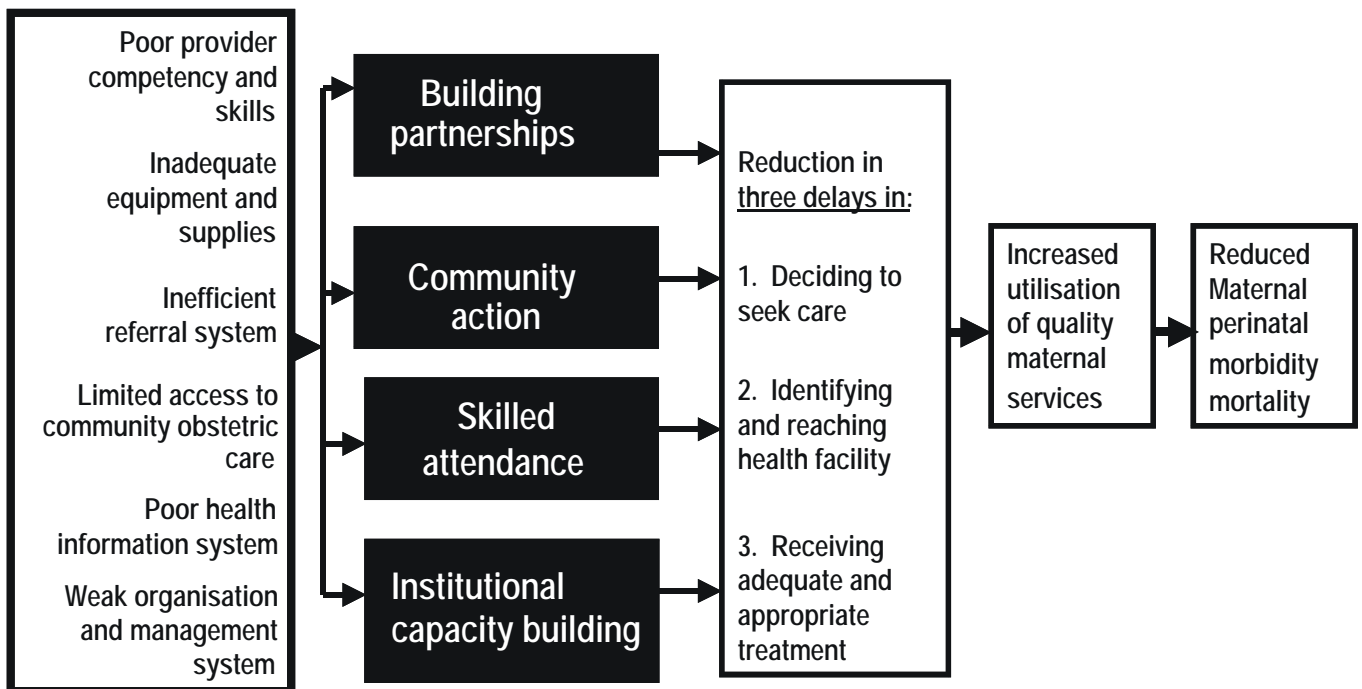 Poor provider
competency and
skills
Inadequate
equipment and
supplies
Inefficient
referral system
Limited access to
community obstetric
care
Poor health
information system
Weak organisation
and management
system
Building
partnerships
Community
action
Skilled
attendance
Institutional
capacity building
Reduction in
three delays in:
1. Deciding to
seek care
2. Identifying
and reaching
health facility
3. Receiving
adequate and
appropriate
treatment
Increased
utilisation
of quality
maternal
services
Reduced
Maternal
perinatal
morbidity
mortality